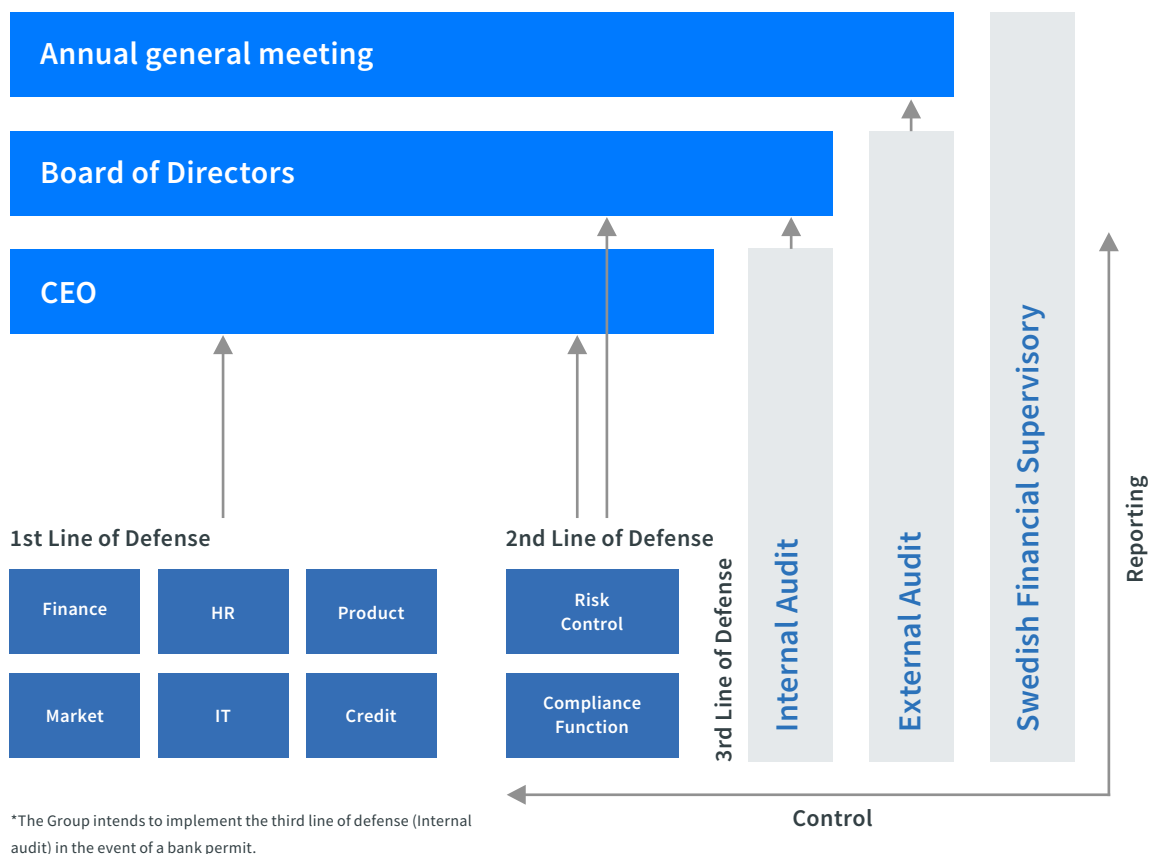 Annual general meeting
Board of Directors
CEO
1st Line of Defense
2nd Line of Defense
3rd Line of Defense
Finance
HR
Product
Risk
Control
Market
IT
Credit
Compliance
Function
Internal Audit
External Audit
Swedish Financial Supervisory
Reporting
Control
*The Group intends to implement the third line of defense (Internal
audit) in the event of a bank permit.